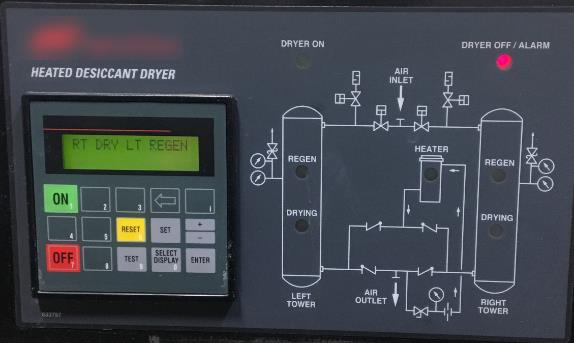 HEATED DESICCANT DRYER
DRYER ON
DRYER OFF / ALARM
RT DRY LT REGEN
ON 1
2
3
i
4
5
RESET
SET
+
−
OFF 7
8
TEST 9
SELECT
DISPLAY 0
ENTER
AIR
INLET
HEATER
REGEN
DRYING
REGEN
DRYING
LEFT
TOWER
AIR
OUTLET
RIGHT
TOWER